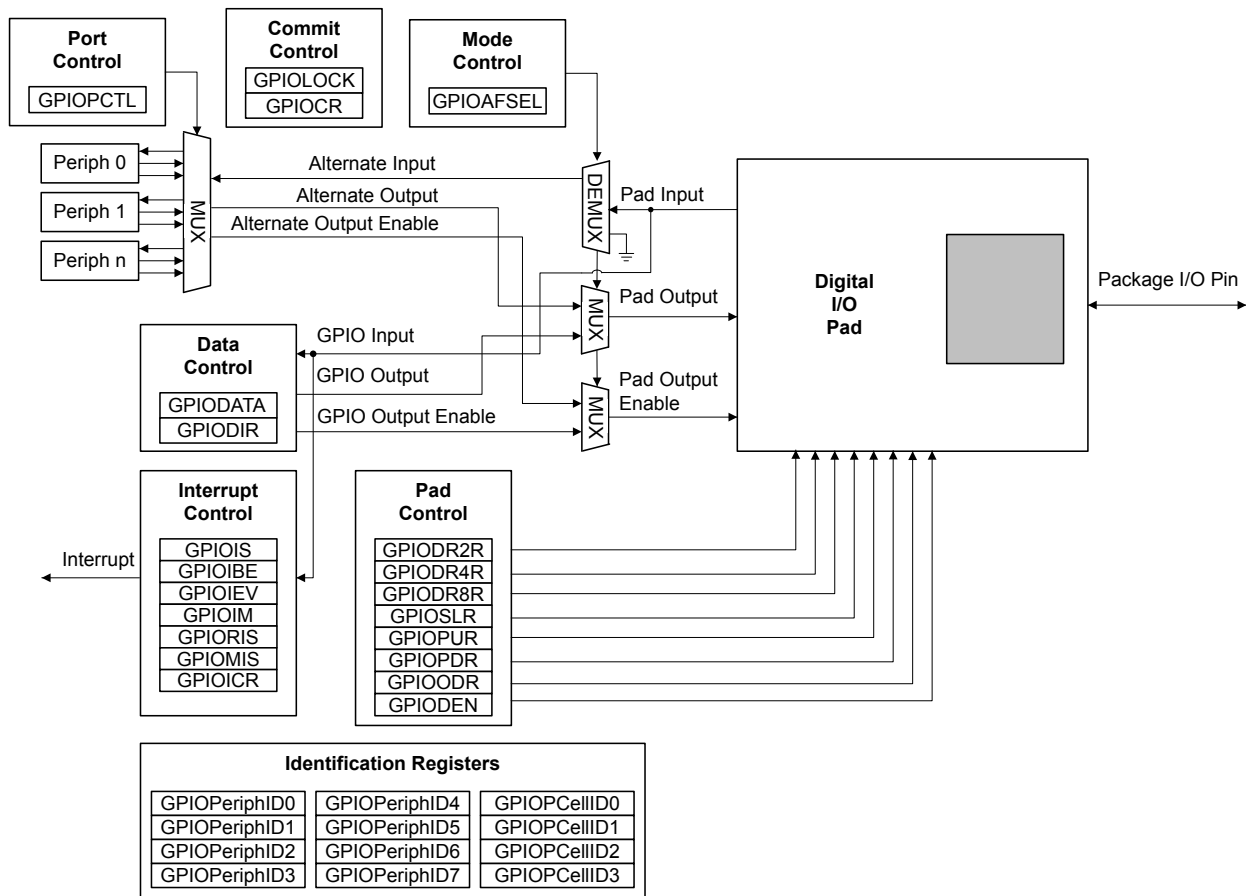 Port
Control
GPIOPCTL
Commit
Control
GPIOLOCK
GPIOCR
Mode
Control
GPIOAFSEL
Periph 0
Periph 1
Periph n
MUX
Alternate Input
Alternate Output
Alternate Output Enable
DEMUX
Pad Input
MUX
Pad Output
MUX
Pad Output
Enable
Digital
I/O
Pad
Package I/O Pin
Data
Control
GPIODATA
GPIODIR
GPIO Input
GPIO Output
GPIO Output Enable
Interrupt
Control
GPIOIS
GPIOIBE
GPIOIEV
GPIOIM
GPIORIS
GPIOMIS
GPIOICR
Interrupt
Pad
Control
GPIODR2R
GPIODR4R
GPIODR8R
GPIOSLR
GPIOPUR
GPIOPDR
GPIOODR
GPIODEN
Identification Registers
GPIOPeriphID0
GPIOPeriphID1
GPIOPeriphID2
GPIOPeriphID3
GPIOPeriphID4
GPIOPeriphID5
GPIOPeriphID6
GPIOPeriphID7
GPIOPCellID0
GPIOPCellID1
GPIOPCellID2
GPIOPCellID3